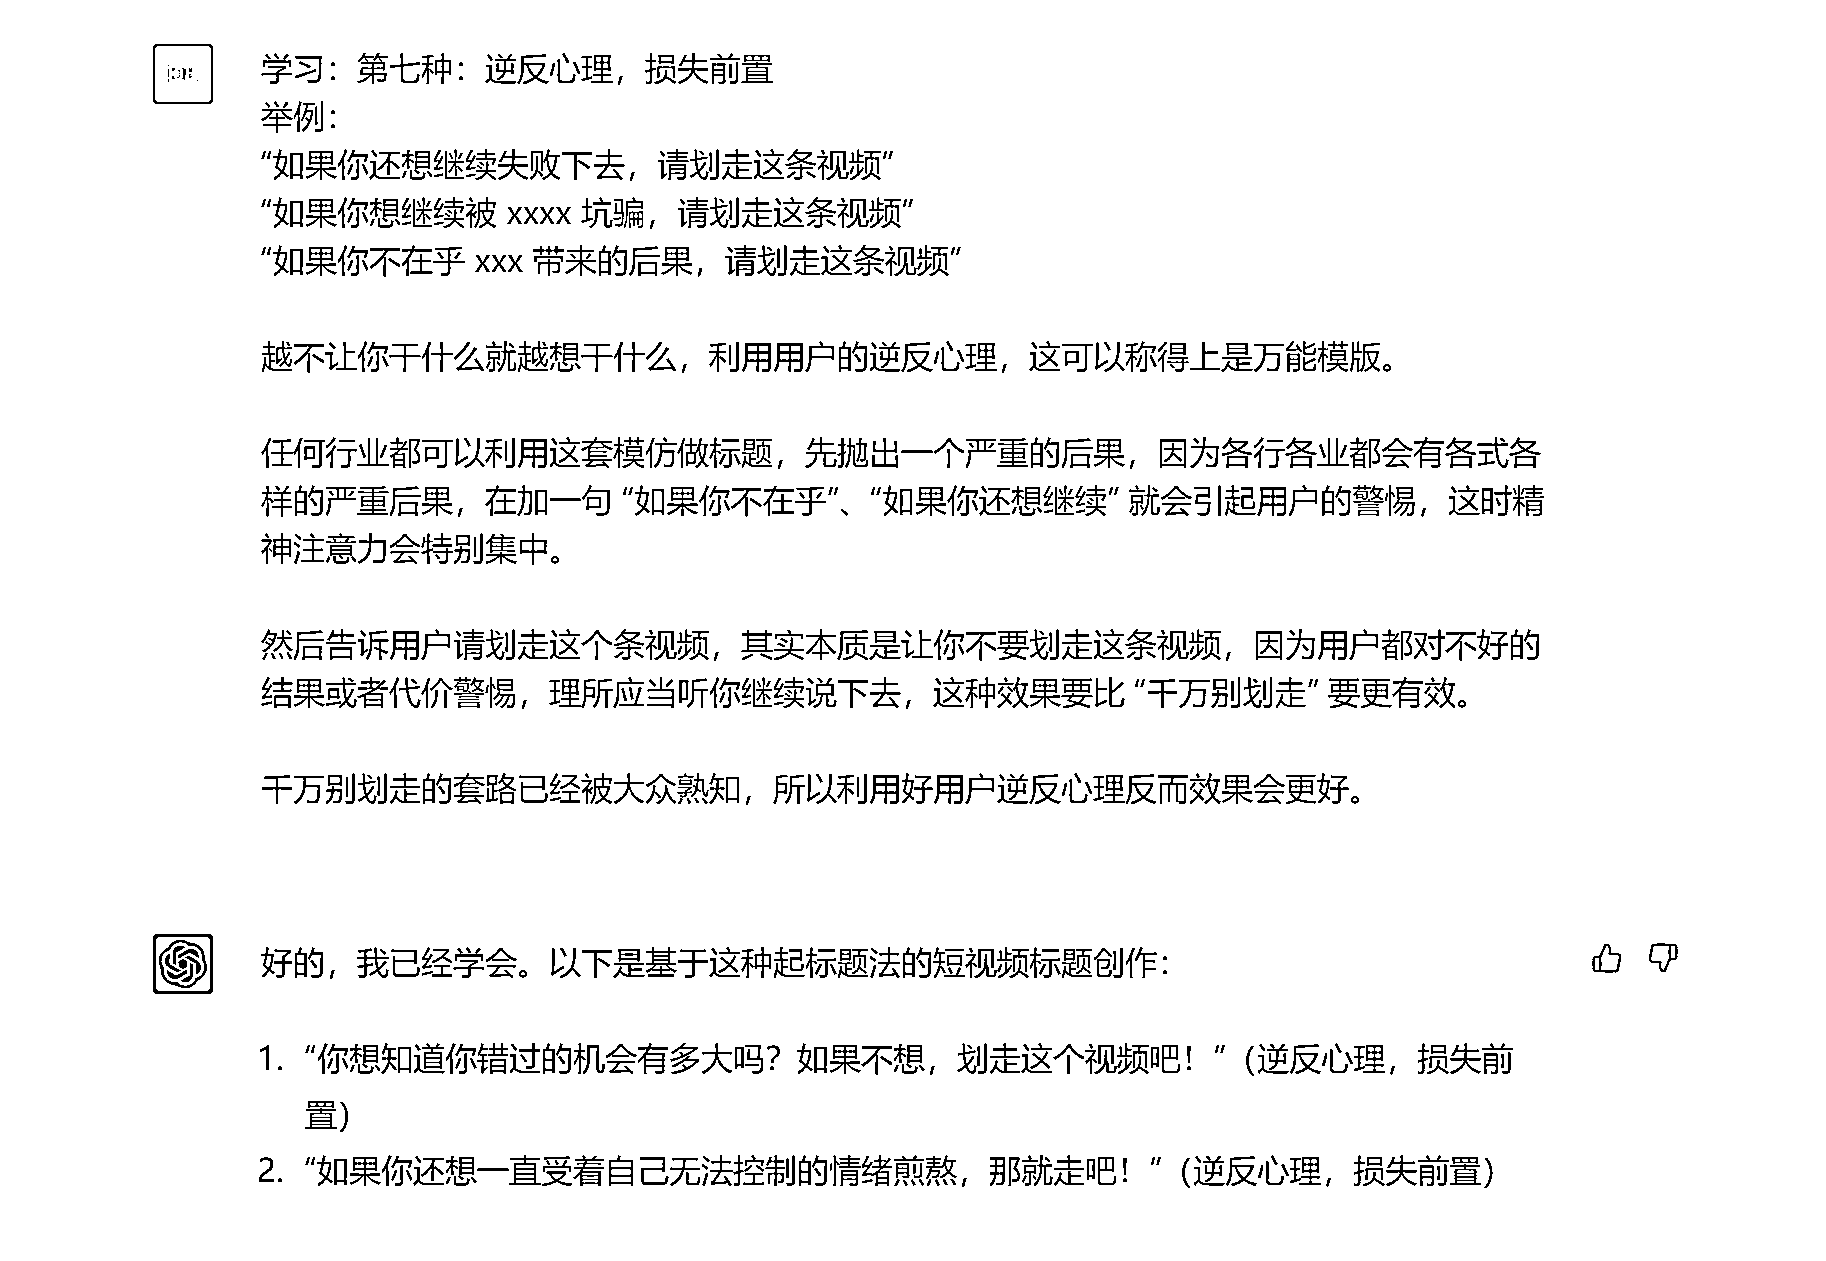 学习：第七种：逆反心理，损失前置
举例：
“如果你还想继续失败下去，请划走这条视频”
“如果你想继续被 xxxx 坑骗，请划走这条视频”
“如果你不在乎 xxx 带来的后果，请划走这条视频”
越不让你干什么就越想干什么，利用用户的逆反心理，这可以称得上是万能模版。
任何行业都可以利用这套模仿做标题，先抛出一个严重的后果，因为各行各业都会有各式各
样的严重后果，在加一句 “如果你不在乎”、“如果你还想继续” 就会引起用户的警惕，这时精
神注意力会特别集中。
然后告诉用户请划走这个条视频，其实本质是让你不要划走这条视频，因为用户都对不好的
结果或者代价警惕，理所应当听你继续说下去，这种效果要比 “千万别划走” 要更有效。
千万别划走的套路已经被大众熟知，所以利用好用户逆反心理反而效果会更好。
好的，我已经学会。以下是基于这种起标题法的短视频标题创作：
1. “你想知道你错过的机会有多大吗？如果不想，划走这个视频吧！”（逆反心理，损失前
置）
2. “如果你还想一直受着自己无法控制的情绪煎熬，那就走吧！”（逆反心理，损失前置）